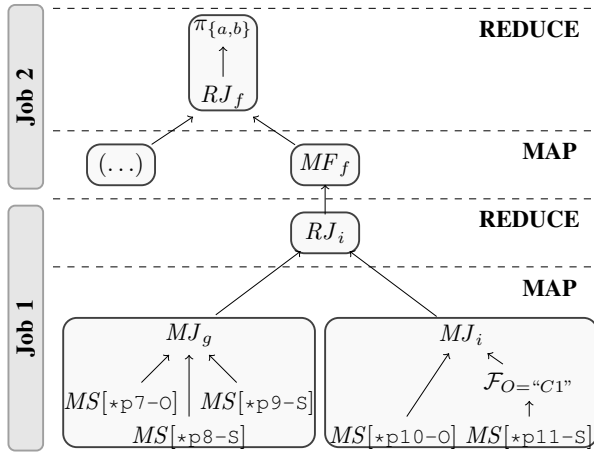 Job 2
REDUCE
π{a,b}
RJf
MAP
(...)
MFf
Job 1
REDUCE
RJi
MAP
MJg
MJi
FO="C1"
MS[*p7-O]
MS[*p9-S]
MS[*p8-S]
MS[*p10-O]
MS[*p11-S]